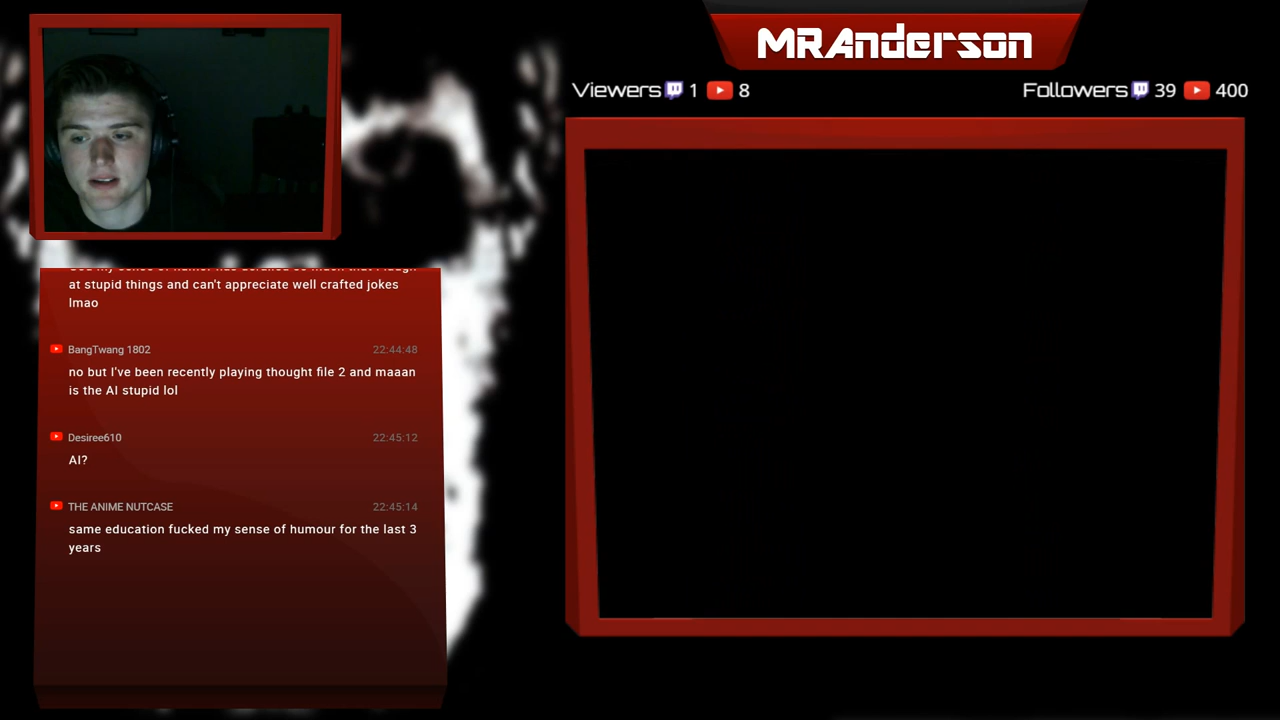 MRAnderson
Viewers 1 8
Followers 39 400
at stupid things and can't appreciate well crafted jokes
lmao
BangTwang 1802 22:44:48
no but I've been recently playing thought file 2 and maaan
is the AI stupid lol
Desiree610 22:45:12
AI?
THE ANIME NUTCASE 22:45:14
same education fucked my sense of humour for the last 3
years